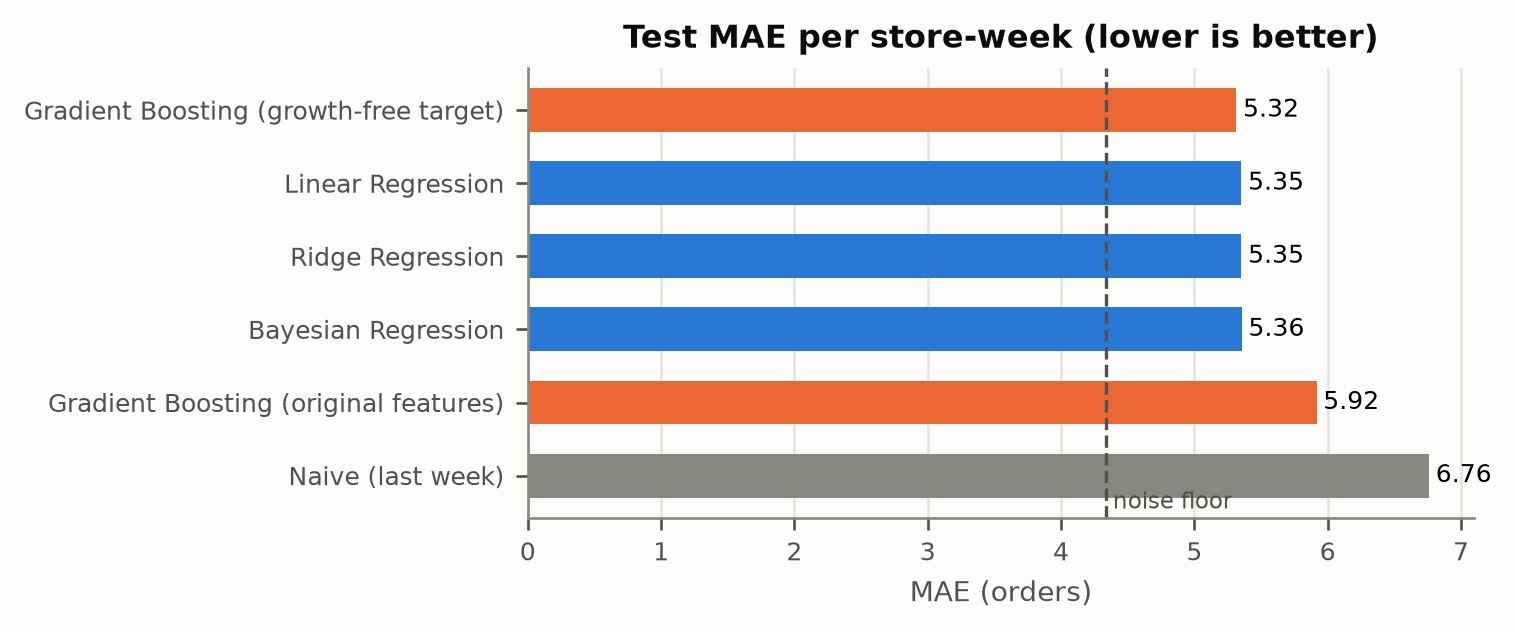 Test MAE per store-week (lower is better)
Gradient Boosting (growth-free target)
5.32
Linear Regression
5.35
Ridge Regression
5.35
Bayesian Regression
5.36
Gradient Boosting (original features)
5.92
Naive (last week)
6.76
noise floor
0 1 2 3 4 5 6 7
MAE (orders)